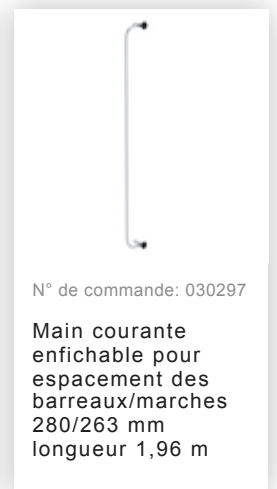 N° de commande: 030297
Main courante
enfichable pour
espacement des
barreaux/marches
280/263 mm
longueur 1,96 m